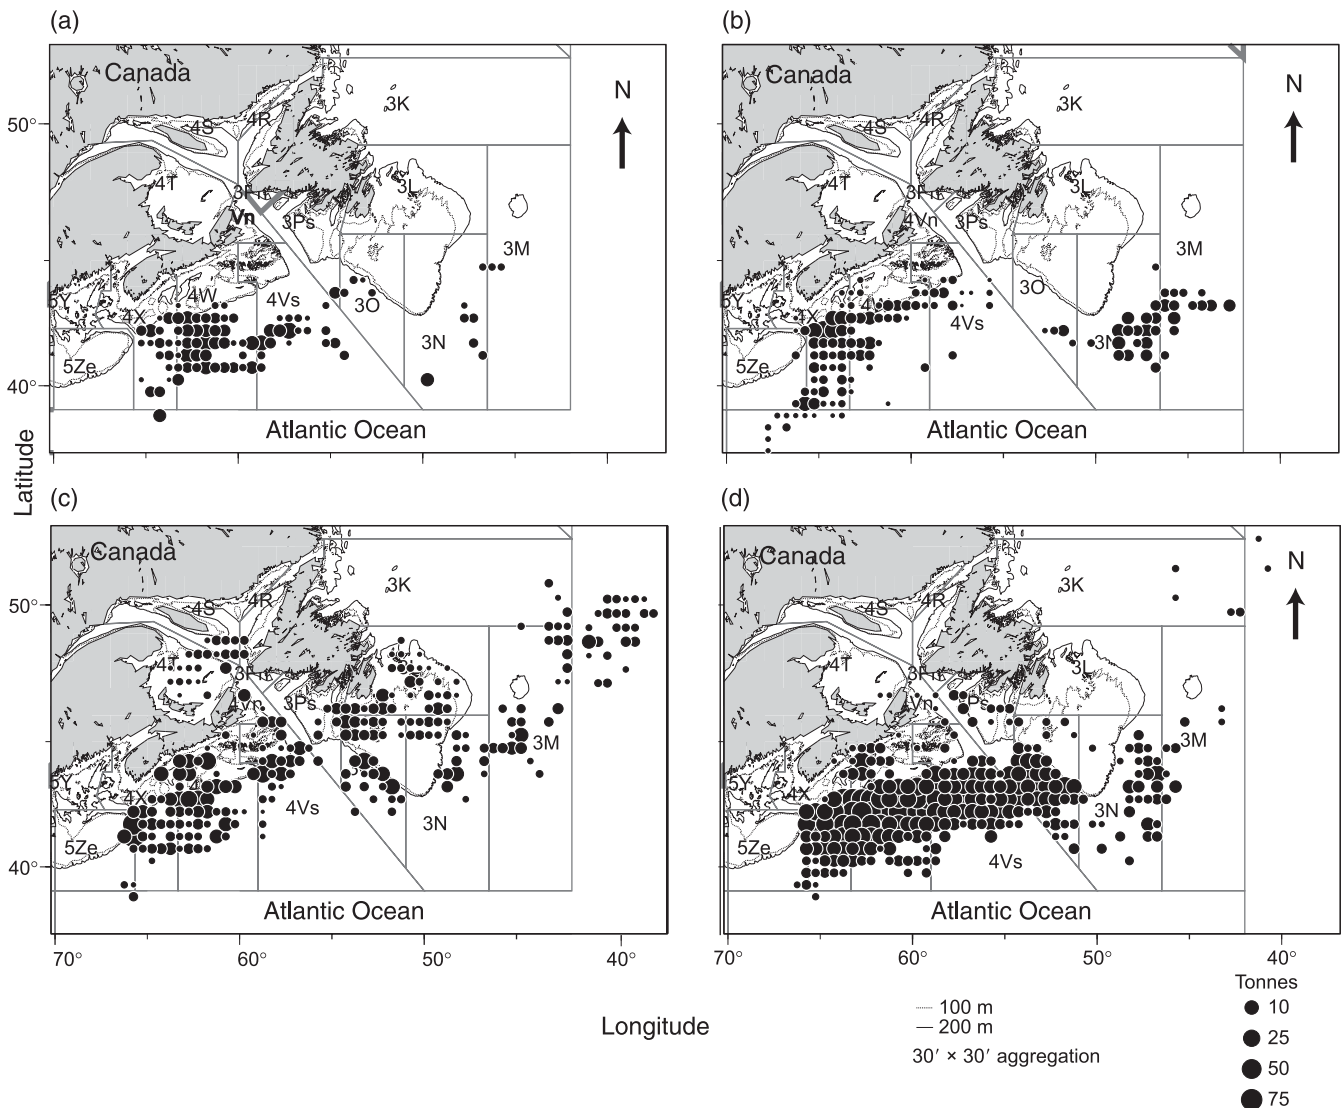 (a)
(b)
Canada
N
3K
4R
4S
50°
4T
3Pn
3L
Vn
3Ps
3M
5Y
4W
4Vs
3O
4X
3N
5Ze
40°
Atlantic Ocean
Canada
N
3K
4R
4S
4T
3Pn
3L
4Vn
3Ps
3M
5Y
3O
4X
4Vs
3N
5Ze
Atlantic Ocean
Latitude
(c)
(d)
Canada
3K
50°
4R
4S
4T
3Pn
3L
4Vn
3Ps
3M
5Y
4X
4Vs
3N
5Ze
40°
Atlantic Ocean
70°
60°
50°
40°
Canada
N
3K
4R
4S
4T
3Pn
3L
4Vn
Ps
3M
5Y
4X
3N
5Ze
4Vs
Atlantic Ocean
70°
60°
50°
40°
Longitude
100 m
200 m
30′ × 30′ aggregation
Tonnes
10
25
50
75